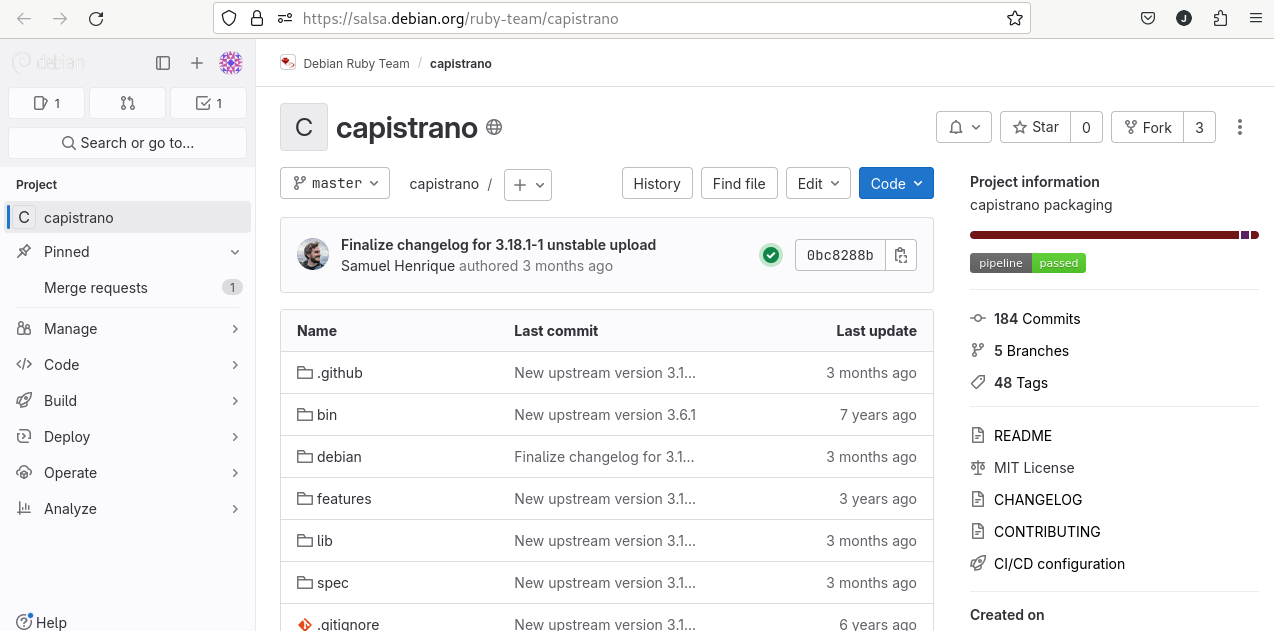 https://salsa.debian.org/ruby-team/capistrano
J
debian
1
1
Search or go to...
Project
C capistrano
Pinned
Merge requests 1
Manage
Code
Build
Deploy
Operate
Analyze
Help
Debian Ruby Team / capistrano
C capistrano
Star 0
Fork 3
master
capistrano /
History
Find file
Edit
Code
Finalize changelog for 3.18.1-1 unstable upload
Samuel Henrique authored 3 months ago
0bc8288b
Name Last commit Last update
.github New upstream version 3.1... 3 months ago
bin New upstream version 3.6.1 7 years ago
debian Finalize changelog for 3.1... 3 months ago
features New upstream version 3.1... 3 years ago
lib New upstream version 3.1... 3 months ago
spec New upstream version 3.1... 3 months ago
.gitignore New upstream version 3.1... 6 years ago
Project information
capistrano packaging
pipeline passed
184 Commits
5 Branches
48 Tags
README
MIT License
CHANGELOG
CONTRIBUTING
CI/CD configuration
Created on